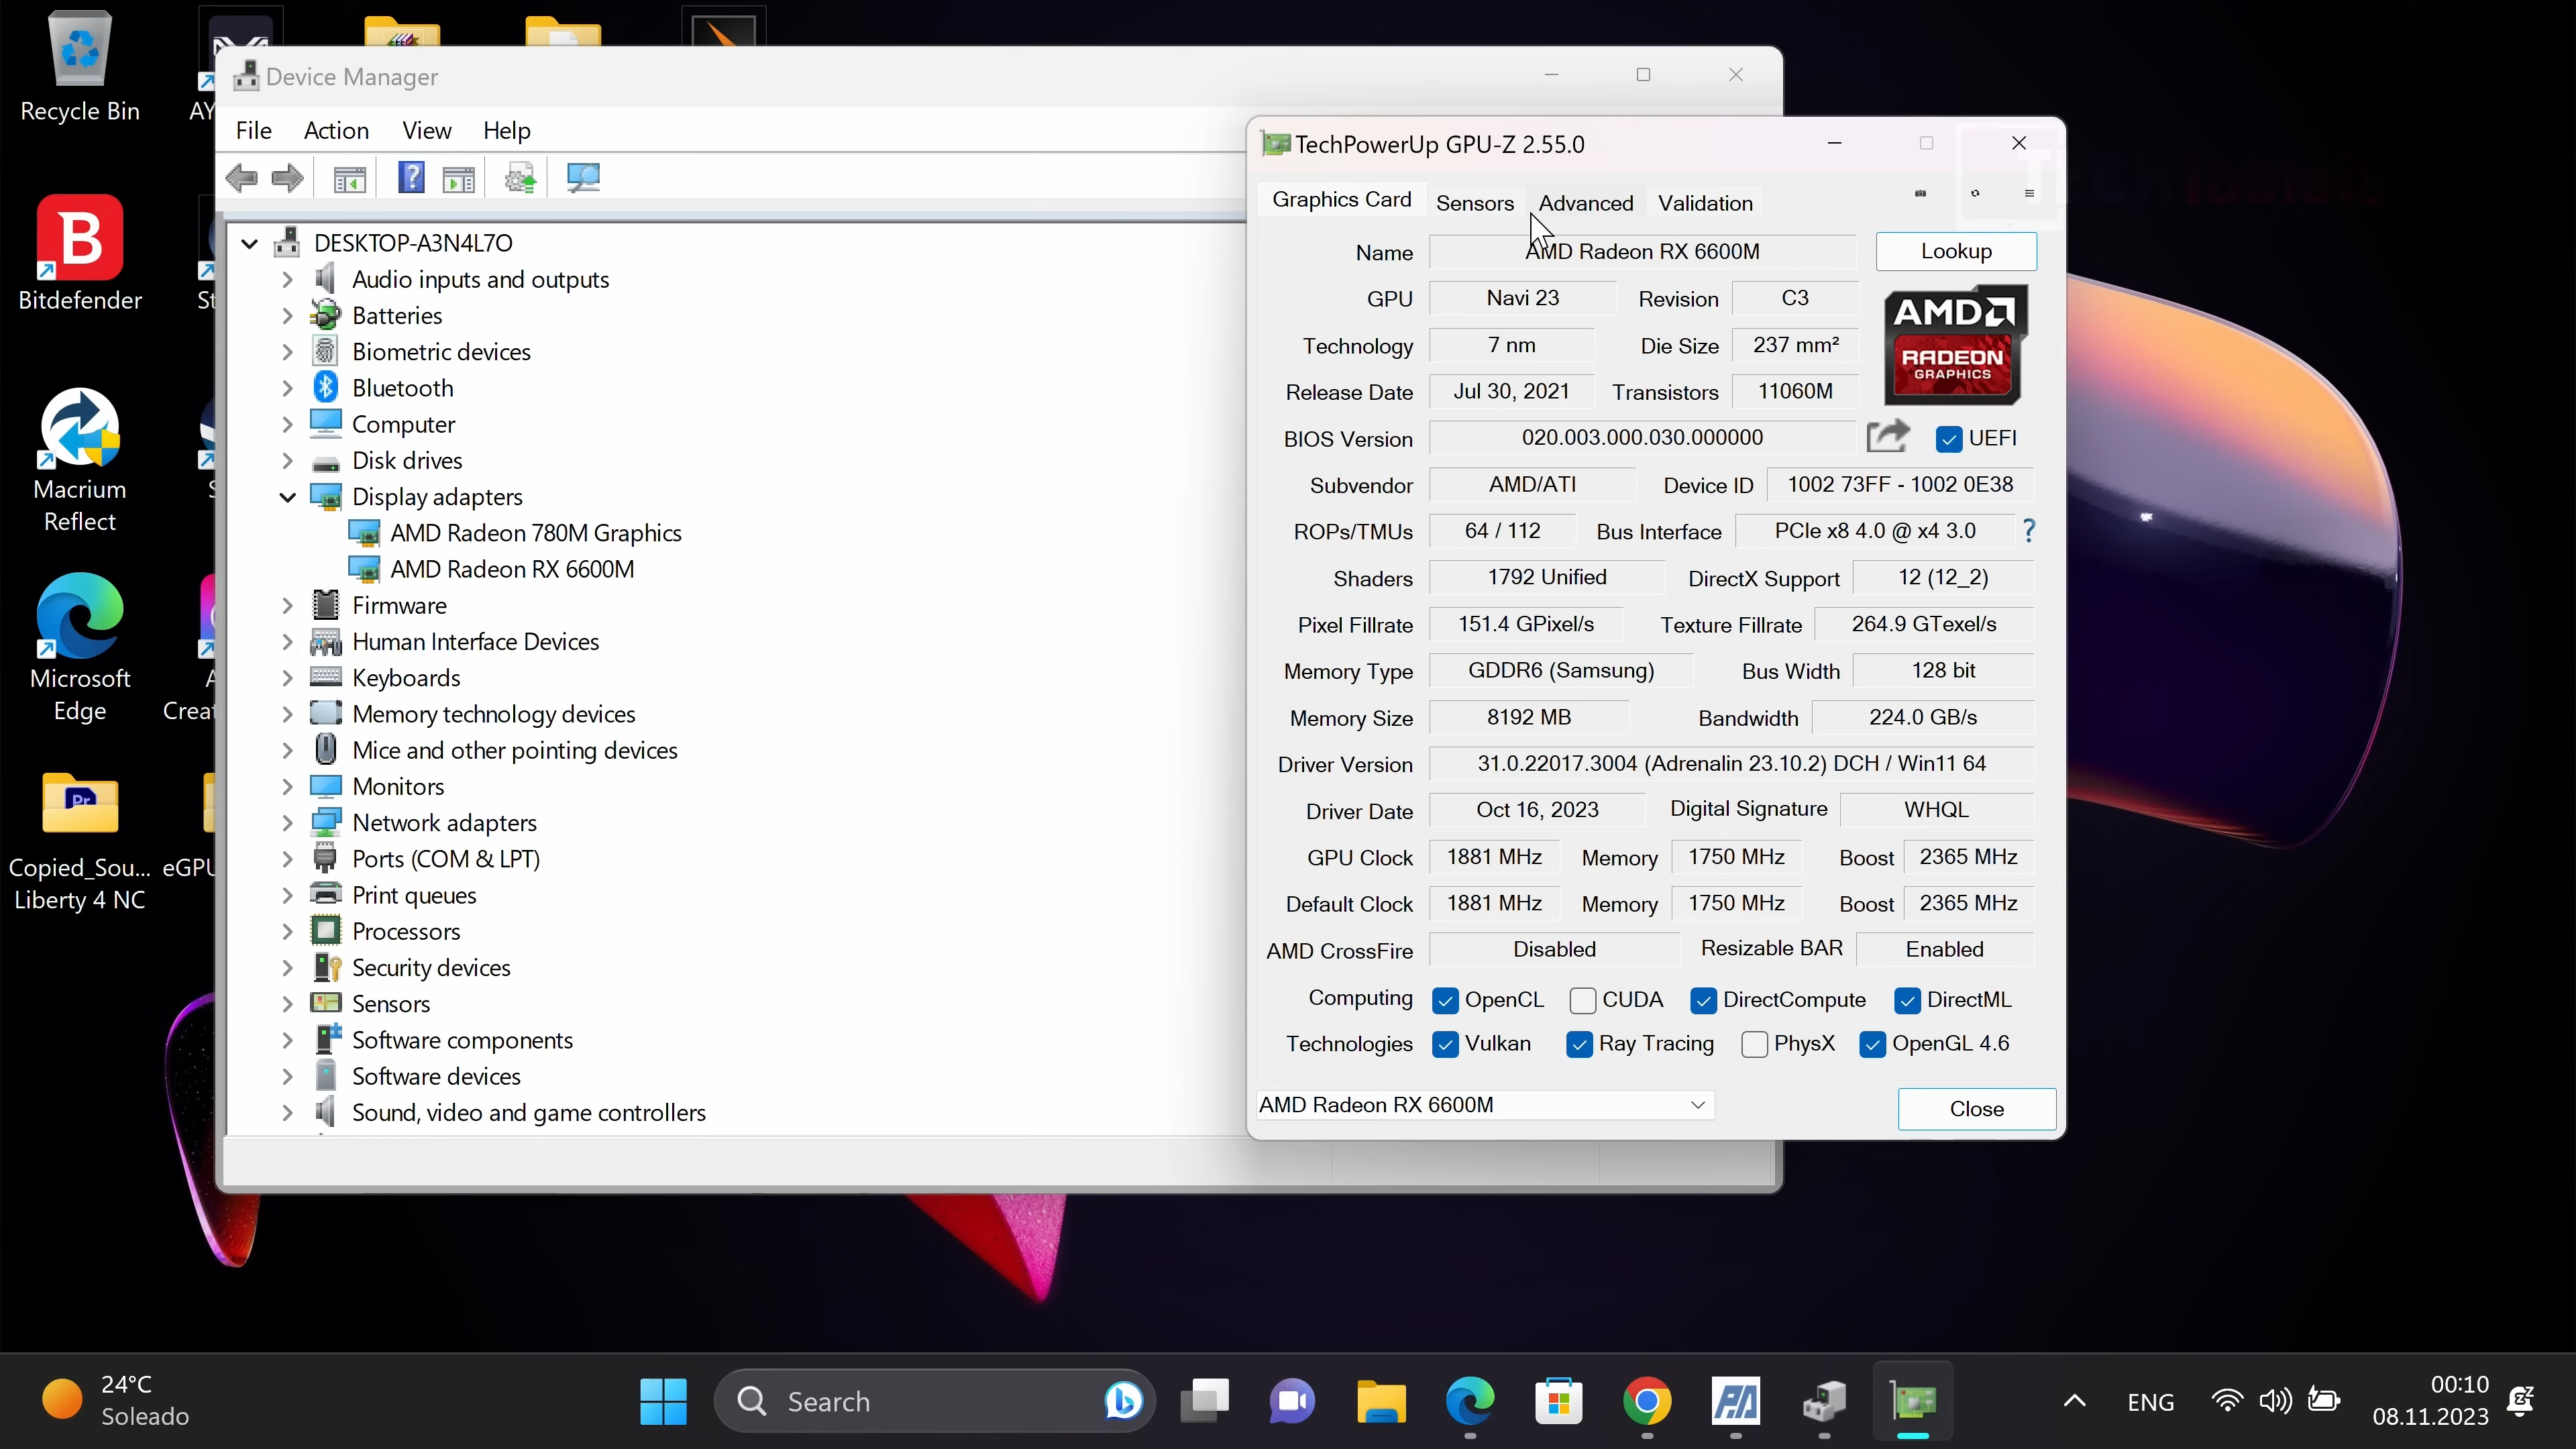 Recycle Bin
AY
Bitdefender
St
Macrium
Reflect
S
Microsoft
Edge
A
Creat
Copied_Sou...
Liberty 4 NC
eGPU
Device Manager
File Action View Help
DESKTOP-A3N4L7O
Audio inputs and outputs
Batteries
Biometric devices
Bluetooth
Computer
Disk drives
Display adapters
AMD Radeon 780M Graphics
AMD Radeon RX 6600M
Firmware
Human Interface Devices
Keyboards
Memory technology devices
Mice and other pointing devices
Monitors
Network adapters
Ports (COM & LPT)
Print queues
Processors
Security devices
Sensors
Software components
Software devices
Sound, video and game controllers
TechPowerUp GPU-Z 2.55.0
Graphics Card Sensors Advanced Validation
Name AMD Radeon RX 6600M Lookup
GPU Navi 23 Revision C3
Technology 7 nm Die Size 237 mm²
Release Date Jul 30, 2021 Transistors 11060M
AMD
RADEON
GRAPHICS
BIOS Version 020.003.000.030.000000 UEFI
Subvendor AMD/ATI Device ID 1002 73FF - 1002 0E38
ROPs/TMUs 64 / 112 Bus Interface PCIe x8 4.0 @ x4 3.0 ?
Shaders 1792 Unified DirectX Support 12 (12_2)
Pixel Fillrate 151.4 GPixel/s Texture Fillrate 264.9 GTexel/s
Memory Type GDDR6 (Samsung) Bus Width 128 bit
Memory Size 8192 MB Bandwidth 224.0 GB/s
Driver Version 31.0.22017.3004 (Adrenalin 23.10.2) DCH / Win11 64
Driver Date Oct 16, 2023 Digital Signature WHQL
GPU Clock 1881 MHz Memory 1750 MHz Boost 2365 MHz
Default Clock 1881 MHz Memory 1750 MHz Boost 2365 MHz
AMD CrossFire Disabled Resizable BAR Enabled
Computing OpenCL CUDA DirectCompute DirectML
Technologies Vulkan Ray Tracing PhysX OpenGL 4.6
AMD Radeon RX 6600M Close
24°C
Soleado
Search
ENG
00:10
08.11.2023